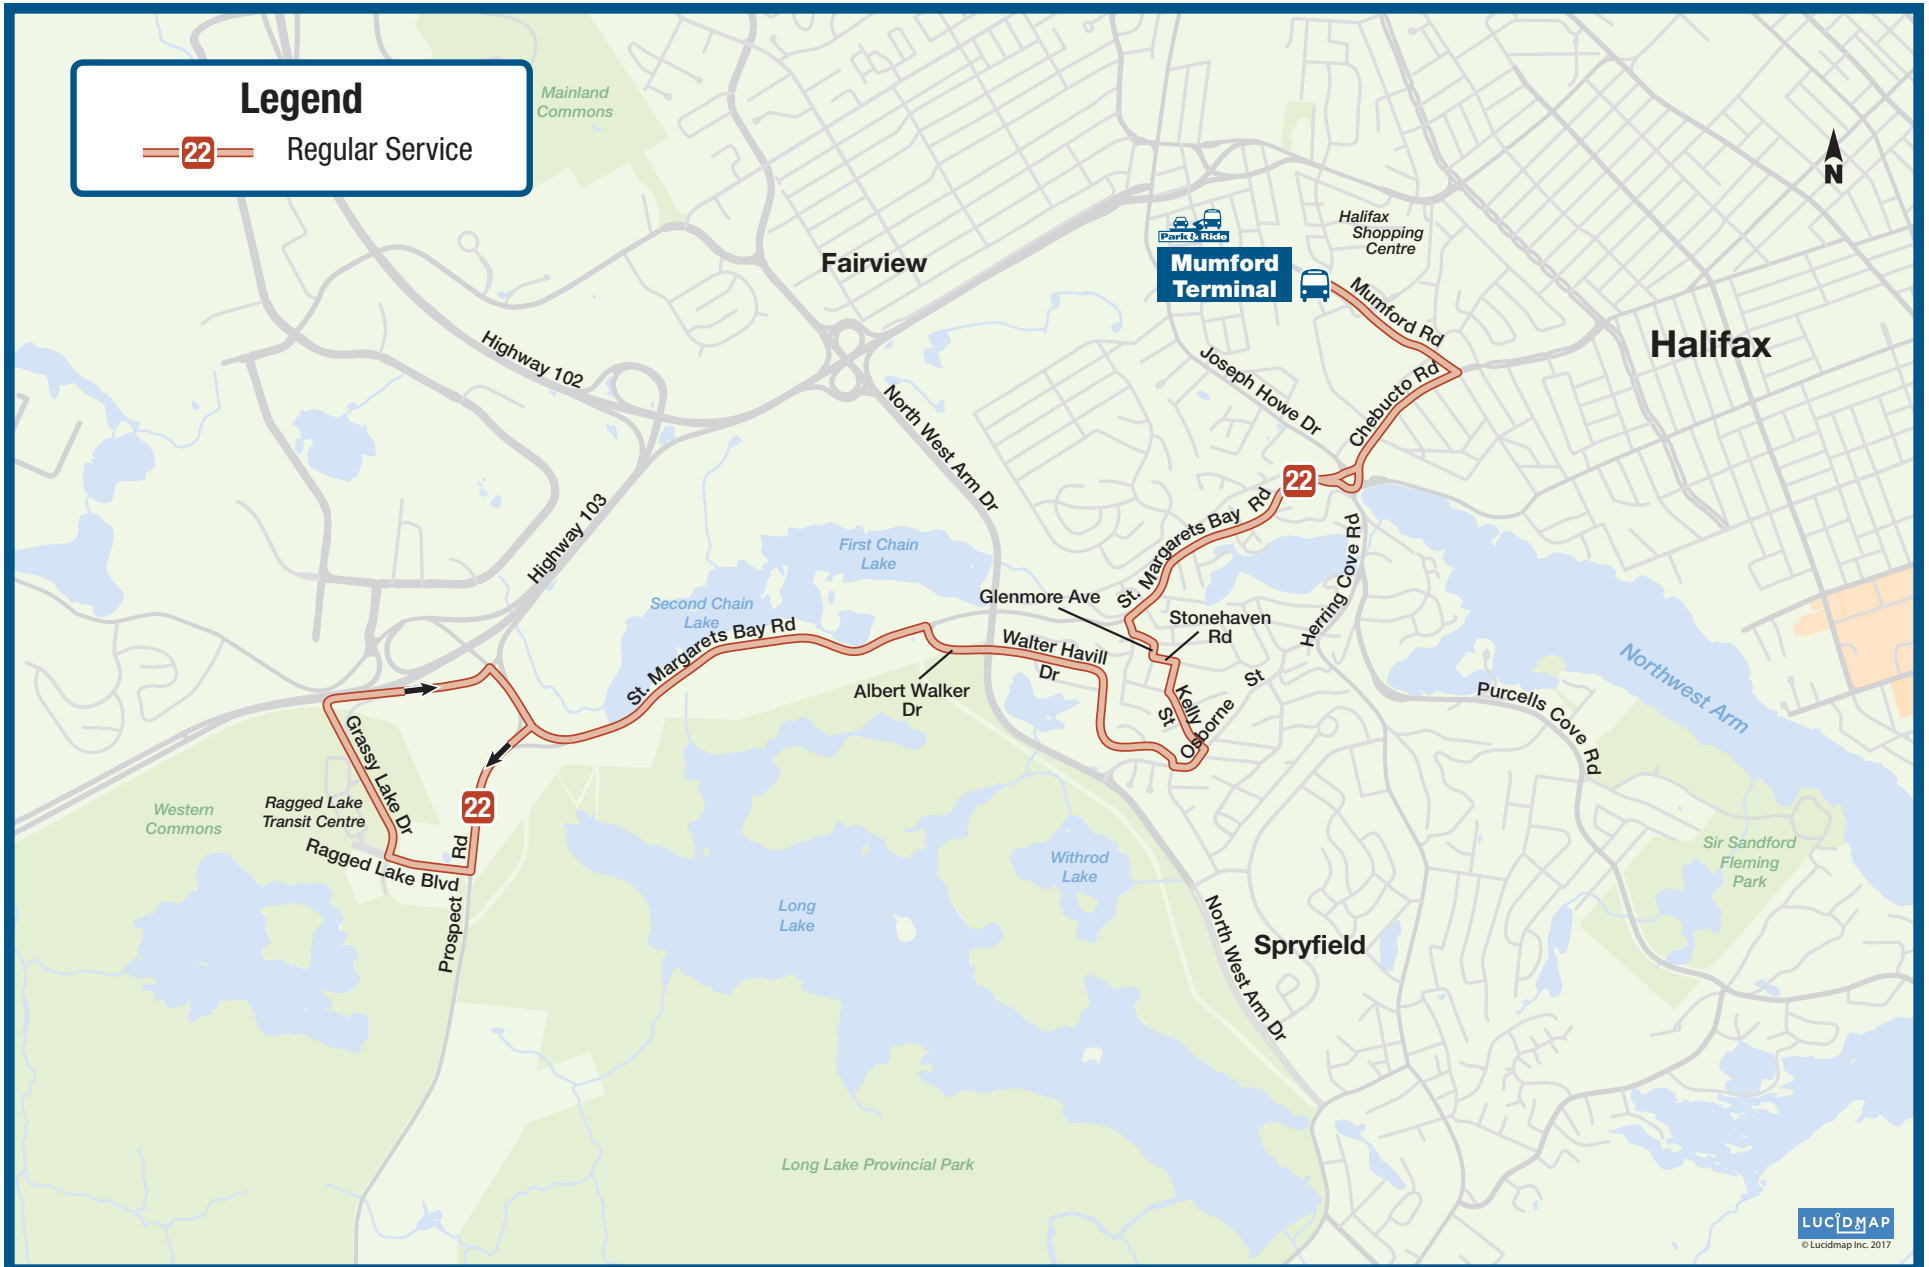 Legend
22
Regular Service
Mainland
Commons
N
Park & Ride
Mumford
Terminal
Halifax
Shopping
Centre
Fairview
Mumford Rd
Halifax
Highway 102
Joseph Howe Dr
Chebucto Rd
North West Arm Dr
22
Highway 103
St. Margarets Bay Rd
First Chain
Lake
Herring Cove Rd
Second Chain
Lake
Glenmore Ave
Stonehaven
Rd
St. Margarets Bay Rd
Walter Havill
Dr
Albert Walker
Dr
Kelly
St
Osborne St
Northwest Arm
Purcells Cove Rd
Grassy Lake Dr
Western
Commons
Ragged Lake
Transit Centre
22
Ragged Lake Blvd
Prospect Rd
Long
Lake
Withrod
Lake
Sir Sandford
Fleming
Park
North West Arm Dr
Spryfield
Long Lake Provincial Park
LUCIDMAP
© Lucidmap Inc. 2017